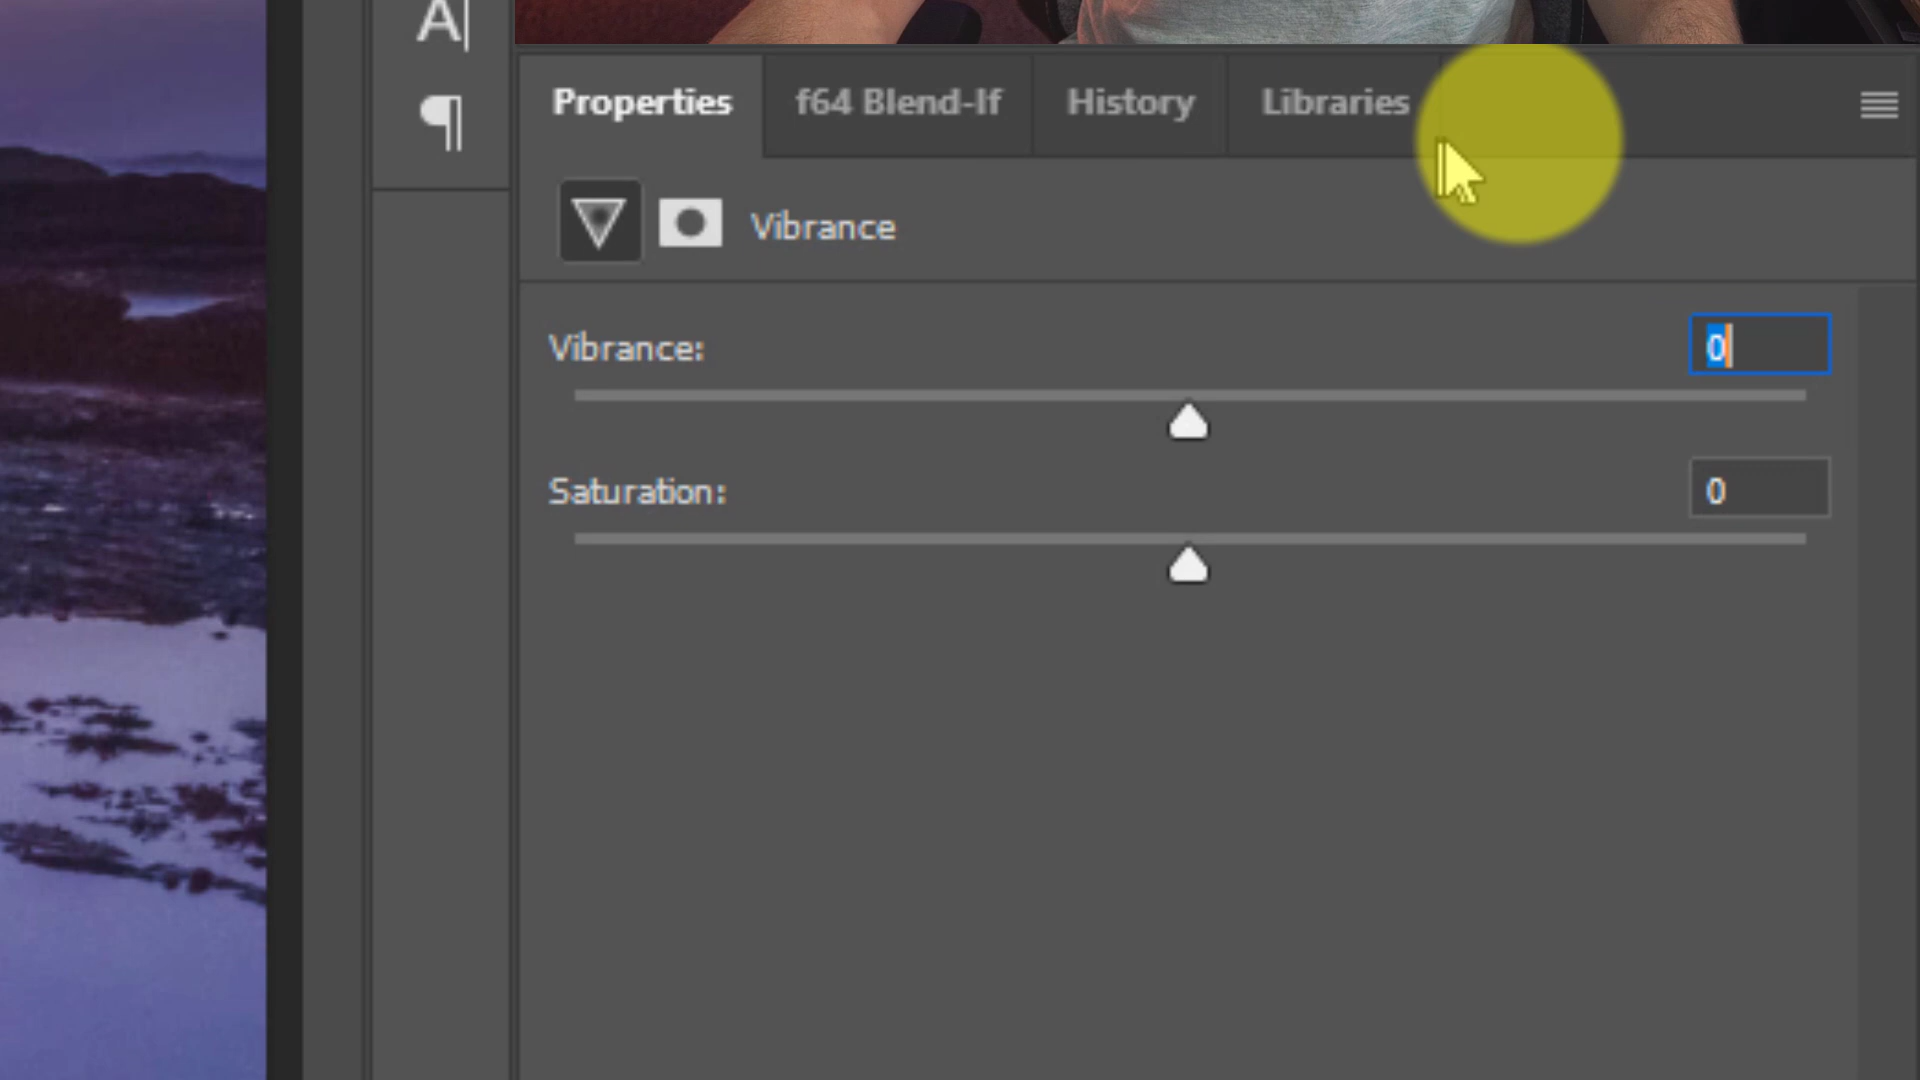 A|
¶
Properties f64 Blend-If History Libraries
Vibrance
Vibrance: 0
Saturation: 0